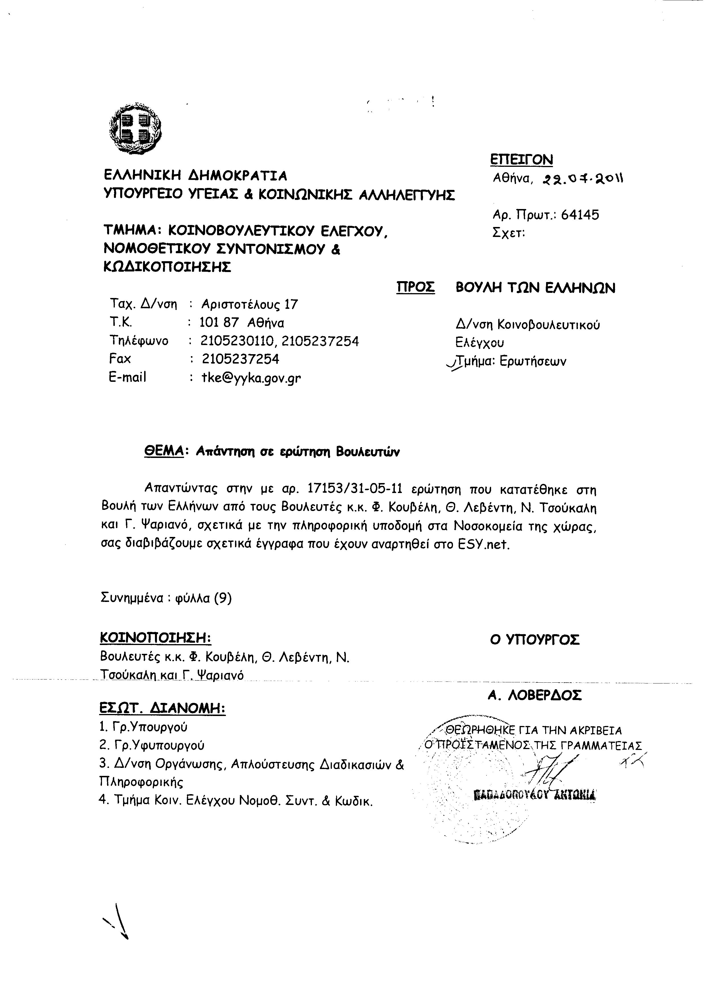 ΕΛΛΗΝΙΚΗ ΔΗΜΟΚΡΑΤΙΑ
ΥΠΟΥΡΓΕΙΟ ΥΓΕΙΑΣ & ΚΟΙΝΩΝΙΚΗΣ ΑΛΛΗΛΕΓΓΥΗΣ
ΤΜΗΜΑ: ΚΟΙΝΟΒΟΥΛΕΥΤΙΚΟΥ ΕΛΕΓΧΟΥ,
ΝΟΜΟΘΕΤΙΚΟΥ ΣΥΝΤΟΝΙΣΜΟΥ &
ΚΩΔΙΚΟΠΟΙΗΣΗΣ
Ταχ. Δ/νση : Αριστοτέλους 17
Τ.Κ. : 101 87 Αθήνα
Τηλέφωνο : 2105230110, 2105237254
Fax : 2105237254
E-mail : tke@yyka.gov.gr
ΕΠΕΙΓΟΝ
Αθήνα, 22.07.2011
Αρ. Πρωτ.: 64145
Σχετ:
ΠΡΟΣ ΒΟΥΛΗ ΤΩΝ ΕΛΛΗΝΩΝ
Δ/νση Κοινοβουλευτικού
Ελέγχου
Τμήμα: Ερωτήσεων
ΘΕΜΑ: Απάντηση σε ερώτηση Βουλευτών
Απαντώντας στην με αρ. 17153/31-05-11 ερώτηση που κατατέθηκε στη
Βουλή των Ελλήνων από τους Βουλευτές κ.κ. Φ. Κουβέλη, Θ. Λεβέντη, Ν. Τσούκαλη
και Γ. Ψαριανό, σχετικά με την πληροφορική υποδομή στα Νοσοκομεία της χώρας,
σας διαβιβάζουμε σχετικά έγγραφα που έχουν αναρτηθεί στο ESY.net.
Συνημμένα : φύλλα (9)
ΚΟΙΝΟΠΟΙΗΣΗ:
Βουλευτές κ.κ. Φ. Κουβέλη, Θ. Λεβέντη, Ν.
Τσούκαλη και Γ. Ψαριανό
ΕΣΩΤ. ΔΙΑΝΟΜΗ:
1. Γρ.Υπουργού
2. Γρ.Υφυπουργού
3. Δ/νση Οργάνωσης, Απλούστευσης Διαδικασιών &
Πληροφορικής
4. Τμήμα Κοιν. Ελέγχου Νομοθ. Συντ. & Κωδικ.
Ο ΥΠΟΥΡΓΟΣ
Α. ΛΟΒΕΡΔΟΣ
ΘΕΩΡΗΘΗΚΕ ΓΙΑ ΤΗΝ ΑΚΡΙΒΕΙΑ
Ο ΠΡΟΪΣΤΑΜΕΝΟΣ ΤΗΣ ΓΡΑΜΜΑΤΕΙΑΣ
ΠΑΠΑΔΟΠΟΥΛΟΥ ΑΝΤΩΝΙΑ